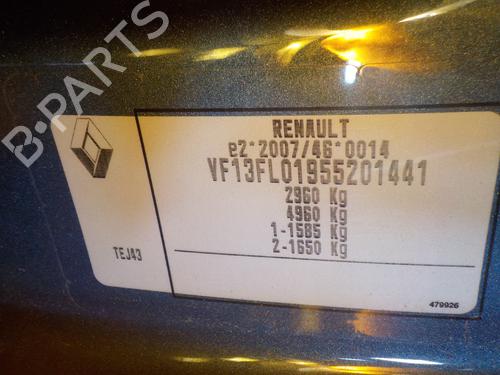 B-PARTS
RENAULT
e2*2007/46*0014
VF13FL01955201441
2960 Kg
4960 Kg
1-1585 Kg
2-1650 Kg
TEJ43
479926